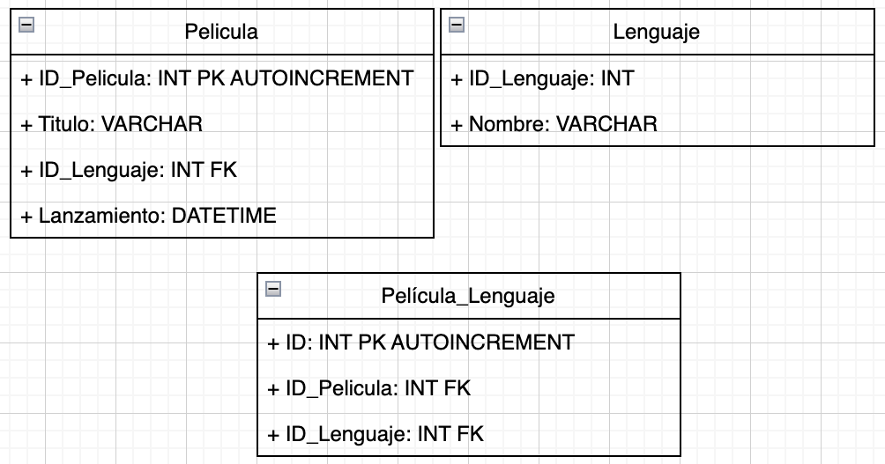 Pelicula
+ ID_Pelicula: INT PK AUTOINCREMENT
+ Titulo: VARCHAR
+ ID_Lenguaje: INT FK
+ Lanzamiento: DATETIME
Lenguaje
+ ID_Lenguaje: INT
+ Nombre: VARCHAR
Película_Lenguaje
+ ID: INT PK AUTOINCREMENT
+ ID_Pelicula: INT FK
+ ID_Lenguaje: INT FK